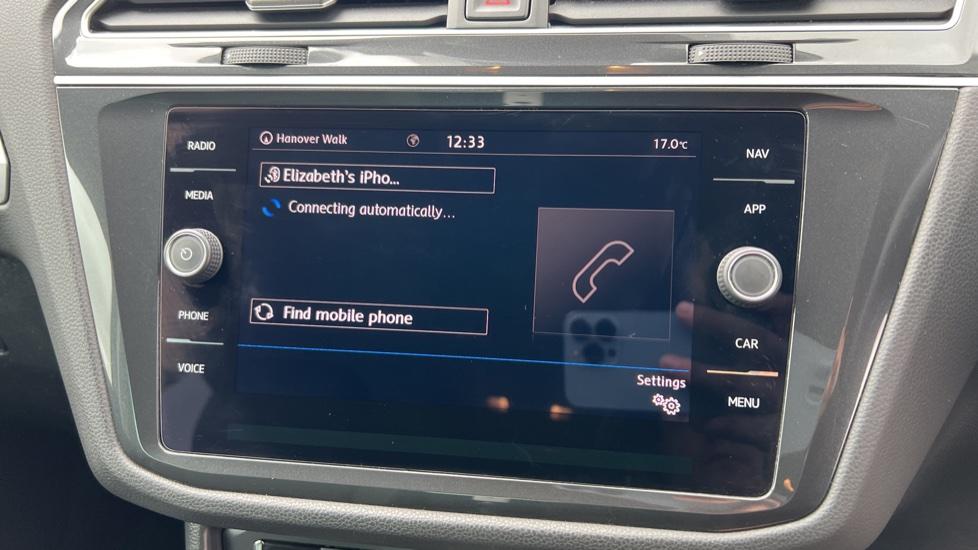 RADIO
MEDIA
PHONE
VOICE
Hanover Walk
12:33
17.0°C
Elizabeth's iPho...
Connecting automatically...
Find mobile phone
Settings
NAV
APP
CAR
MENU